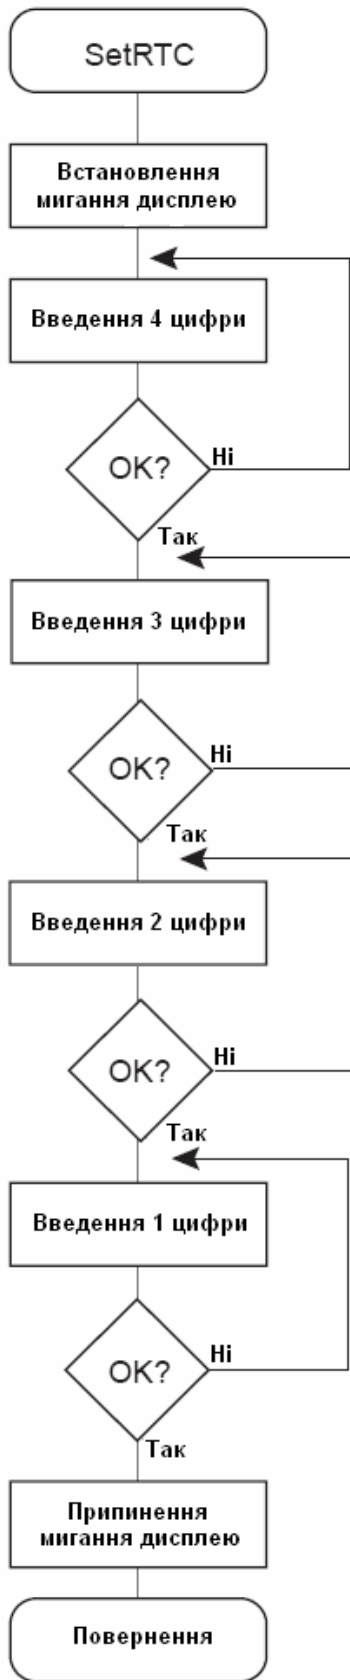 SetRTC
Встановлення
мигання дисплею
Введення 4 цифри
OK?
Ні
Так
Введення 3 цифри
OK?
Ні
Так
Введення 2 цифри
OK?
Ні
Так
Введення 1 цифри
OK?
Ні
Так
Припинення
мигання дисплею
Повернення